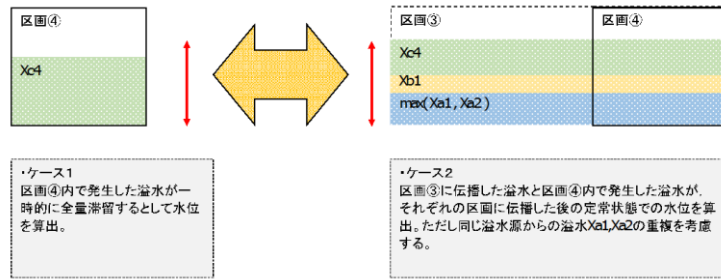 区画④
Xc4
区画③
区画④
Xc4
Xb1
max(Xa1,Xa2)
・ケース1
区画④内で発生した溢水が一
時的に全量滞留するとして水位
を算出。
・ケース2
区画③に伝播した溢水と区画④内で発生した溢水が、
それぞれの区画に伝播した後の定常状態での水位を算
出。ただし同じ溢水源からの溢水Xa1,Xa2の重複を考慮
する。